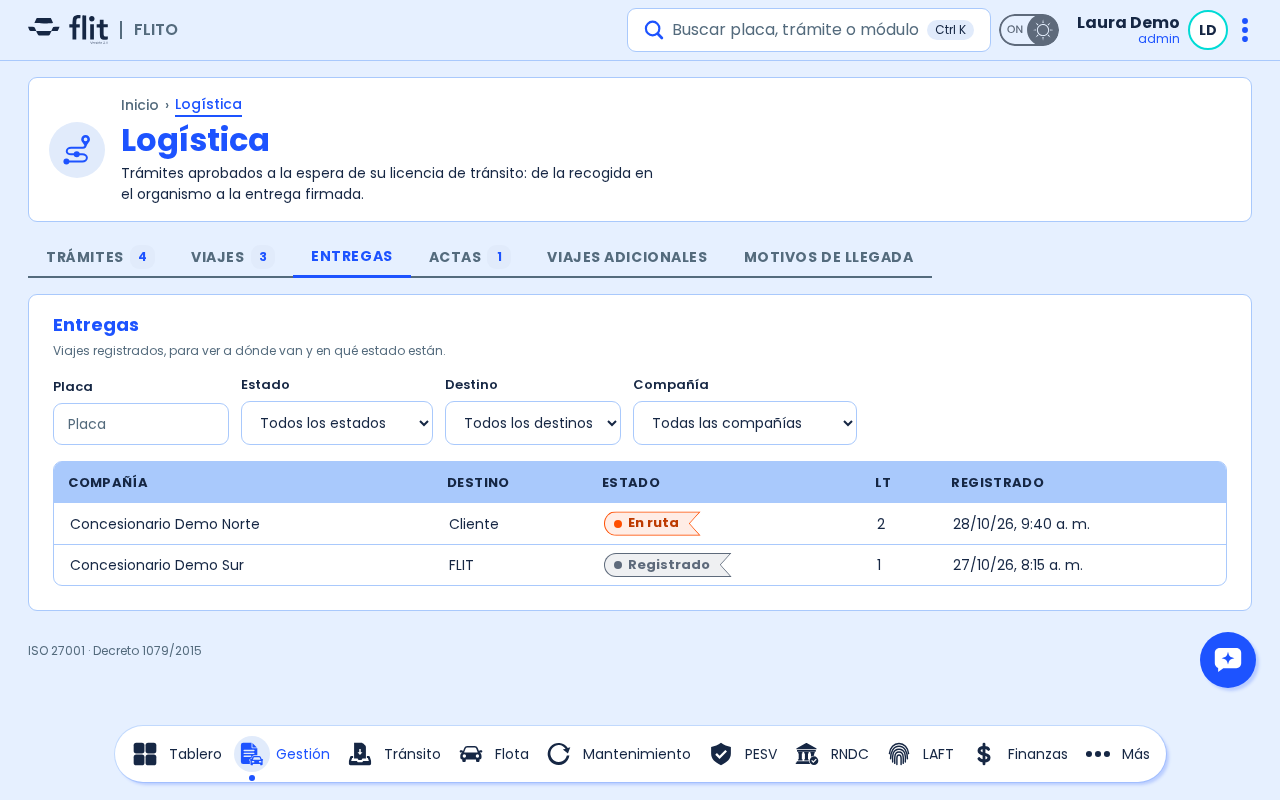 flit | FLITO
Buscar placa, trámite o módulo Ctrl K
ON
Laura Demo
admin
LD
Inicio › Logística
Logística
Trámites aprobados a la espera de su licencia de tránsito: de la recogida en
el organismo a la entrega firmada.
TRÁMITES 4 VIAJES 3 ENTREGAS ACTAS 1 VIAJES ADICIONALES MOTIVOS DE LLEGADA
Entregas
Viajes registrados, para ver a dónde van y en qué estado están.
Placa Estado Destino Compañía
Placa Todos los estados Todos los destinos Todas las compañías
COMPAÑÍA DESTINO ESTADO LT REGISTRADO
Concesionario Demo Norte Cliente En ruta 2 28/10/26, 9:40 a. m.
Concesionario Demo Sur FLIT Registrado 1 27/10/26, 8:15 a. m.
ISO 27001 · Decreto 1079/2015
Tablero Gestión Tránsito Flota Mantenimiento PESV RNDC LAFT Finanzas Más